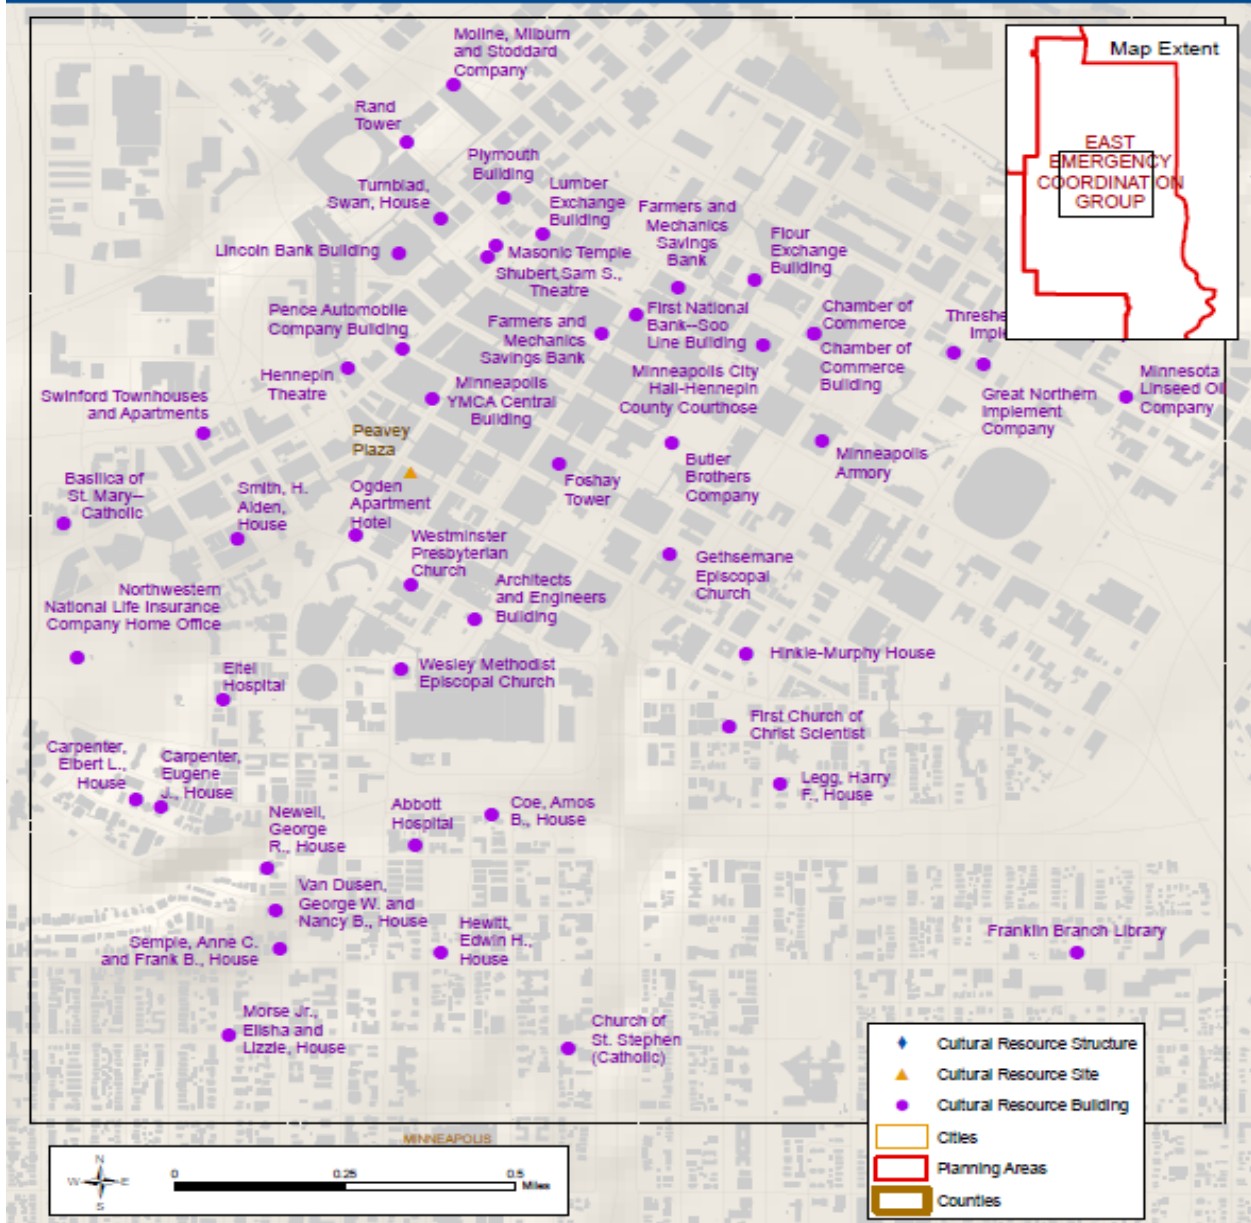 Moline, Milburn
and Stoddard
Company
Map Extent
EAST
EMERGENCY
COORDINATION
GROUP
Rand
Tower
Plymouth
Building
Turnblad,
Swan, House
Lumber
Exchange
Building
Farmers and
Mechanics
Savings
Bank
Flour
Exchange
Building
Lincoln Bank Building
Masonic Temple
Shubert,Sam S.,
Theatre
Pence Automobile
Company Building
Farmers and
Mechanics
Savings Bank
First National
Bank--Soo
Line Building
Chamber of
Commerce
Chamber of
Commerce
Building
Threshe
Impl
Hennepin
Theatre
Minneapolis
YMCA Central
Building
Minneapolis City
Hall-Hennepin
County Courthose
Great Northern
Implement
Company
Minnesota
Linseed Oil
Company
Swinford Townhouses
and Apartments
Peavey
Plaza
Basilica of
St. Mary--
Catholic
Smith, H.
Alden,
House
Ogden
Apartment
Hotel
Foshay
Tower
Butler
Brothers
Company
Minneapolis
Armory
Westminster
Presbyterian
Church
Gethsemane
Episcopal
Church
Northwestern
National Life Insurance
Company Home Office
Architects
and Engineers
Building
Eitel
Hospital
Wesley Methodist
Episcopal Church
Hinkle-Murphy House
First Church of
Christ Scientist
Carpenter,
Elbert L.,
House
Carpenter,
Eugene
J., House
Legg, Harry
F., House
Newell,
George
R., House
Abbott
Hospital
Coe, Amos
B., House
Van Dusen,
George W. and
Nancy B., House
Semple, Anne C.
and Frank B., House
Hewitt,
Edwin H.,
House
Franklin Branch Library
Morse Jr.,
Elisha and
Lizzie, House
Church of
St. Stephen
(Catholic)
Cultural Resource Structure
Cultural Resource Site
Cultural Resource Building
Cities
Planning Areas
Counties
MINNEAPOLIS
N
W
E
S
0
0.25
0.5
Miles